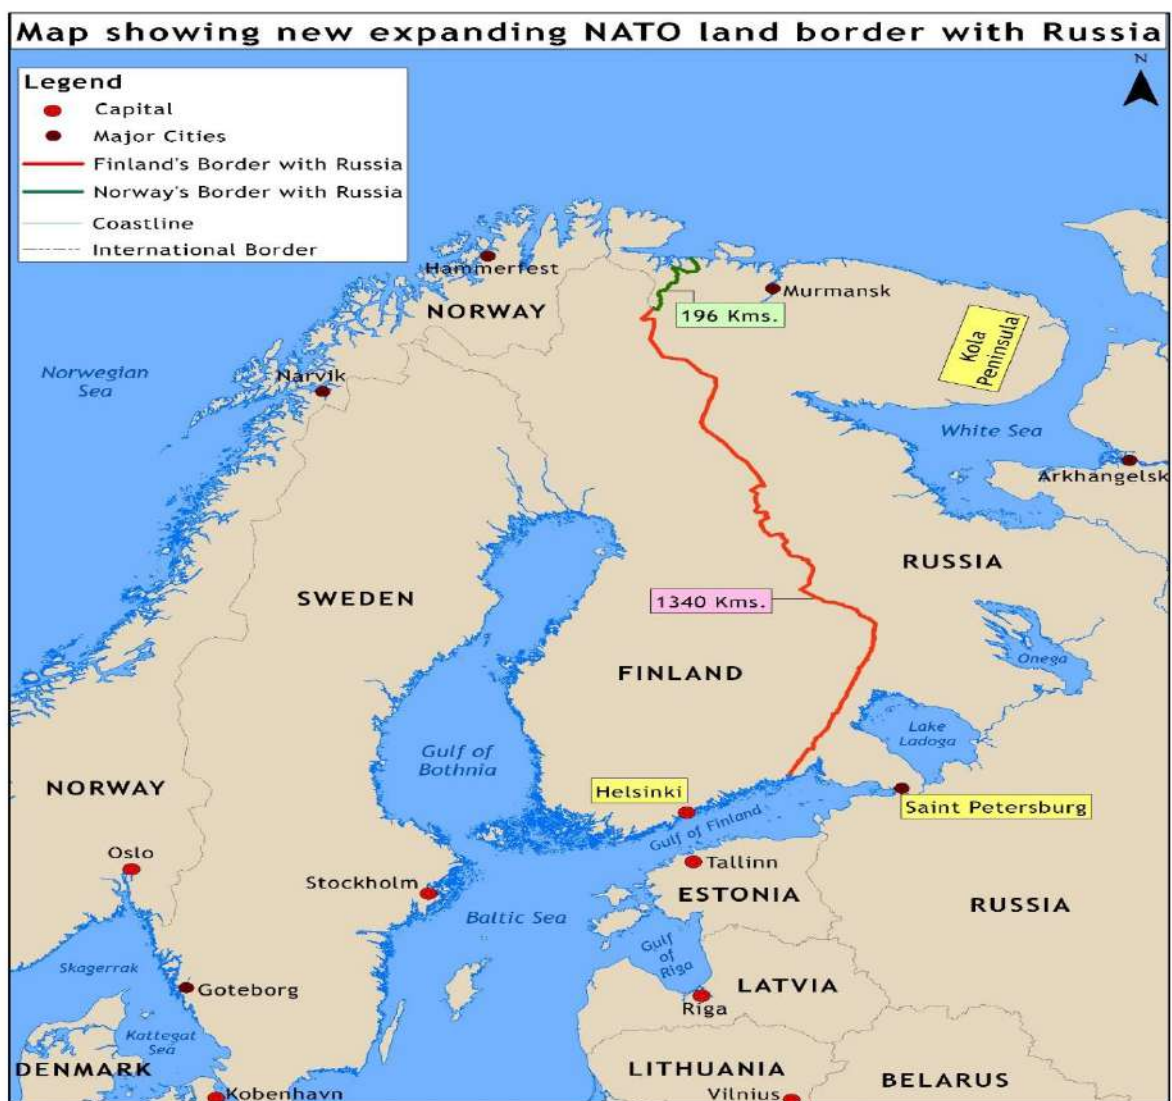 Map showing new expanding NATO land border with Russia
N
Legend
Capital
Major Cities
Finland's Border with Russia
Norway's Border with Russia
Coastline
International Border
Hammerfest
NORWAY
196 Kms.
Murmansk
Kola
Peninsula
Norwegian
Sea
Narvik
White Sea
Arkhangelsk
RUSSIA
SWEDEN
1340 Kms.
FINLAND
Onega
Lake
Ladoga
Gulf of
Bothnia
NORWAY
Helsinki
Gulf of Finland
Saint Petersburg
Oslo
Tallinn
Stockholm
ESTONIA
RUSSIA
Baltic Sea
Gulf
of
Riga
Skagerrak
Goteborg
LATVIA
Riga
Kattegat
Sea
DENMARK
LITHUANIA
BELARUS
Kobenhavn
Vilnius